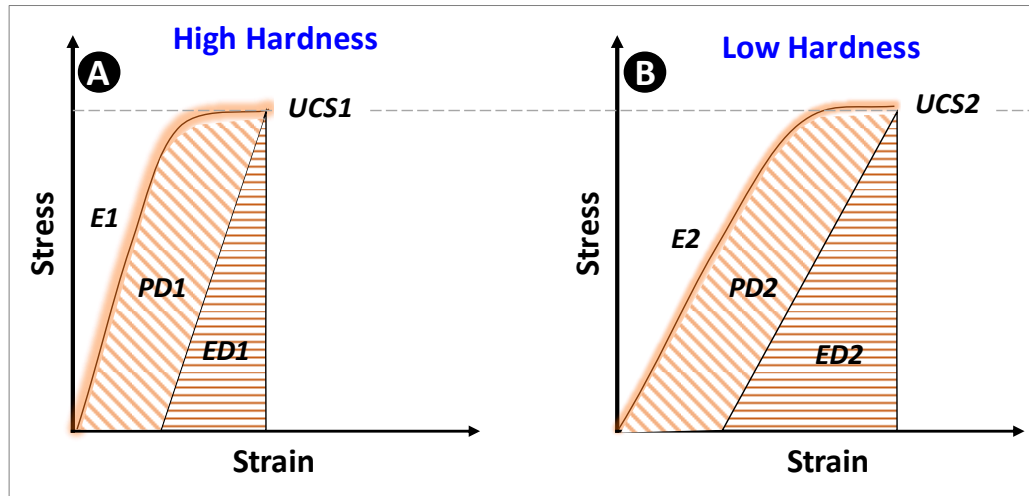 High Hardness
A
UCS1
E1
PD1
ED1
Stress
Strain
Low Hardness
B
UCS2
E2
PD2
ED2
Stress
Strain